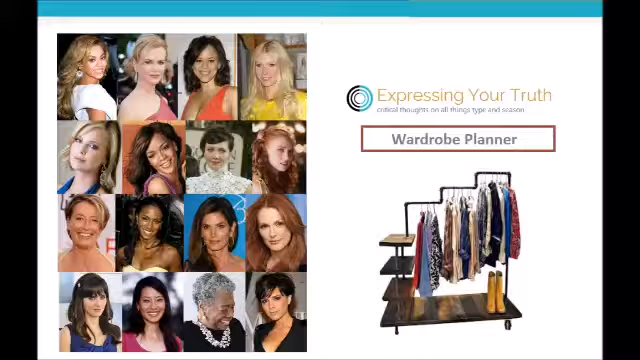 Expressing Your Truth
critical thoughts on all things type and season
Wardrobe Planner